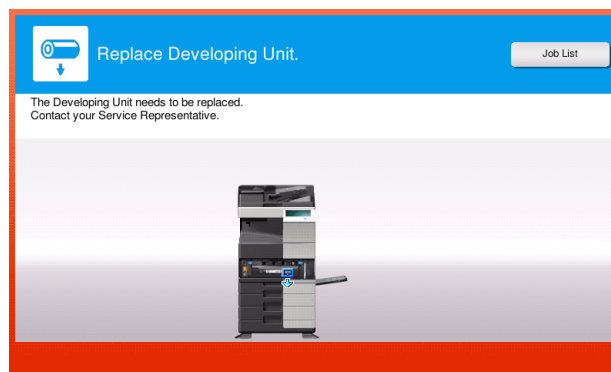 Replace Developing Unit.
Job List
The Developing Unit needs to be replaced.
Contact your Service Representative.